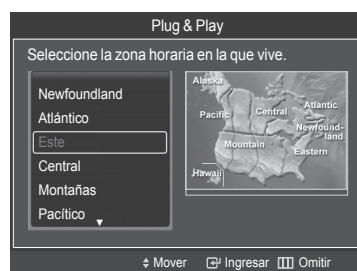 Plug & Play
Seleccione la zona horaria en la que vive.
Newfoundland
Atlántico
Este
Central
Montañas
Pacítico
Alaska
Pacific
Central
Atlantic
Newfound-
land
Mountain
Eastern
Hawaii
Mover Ingresar Omitir